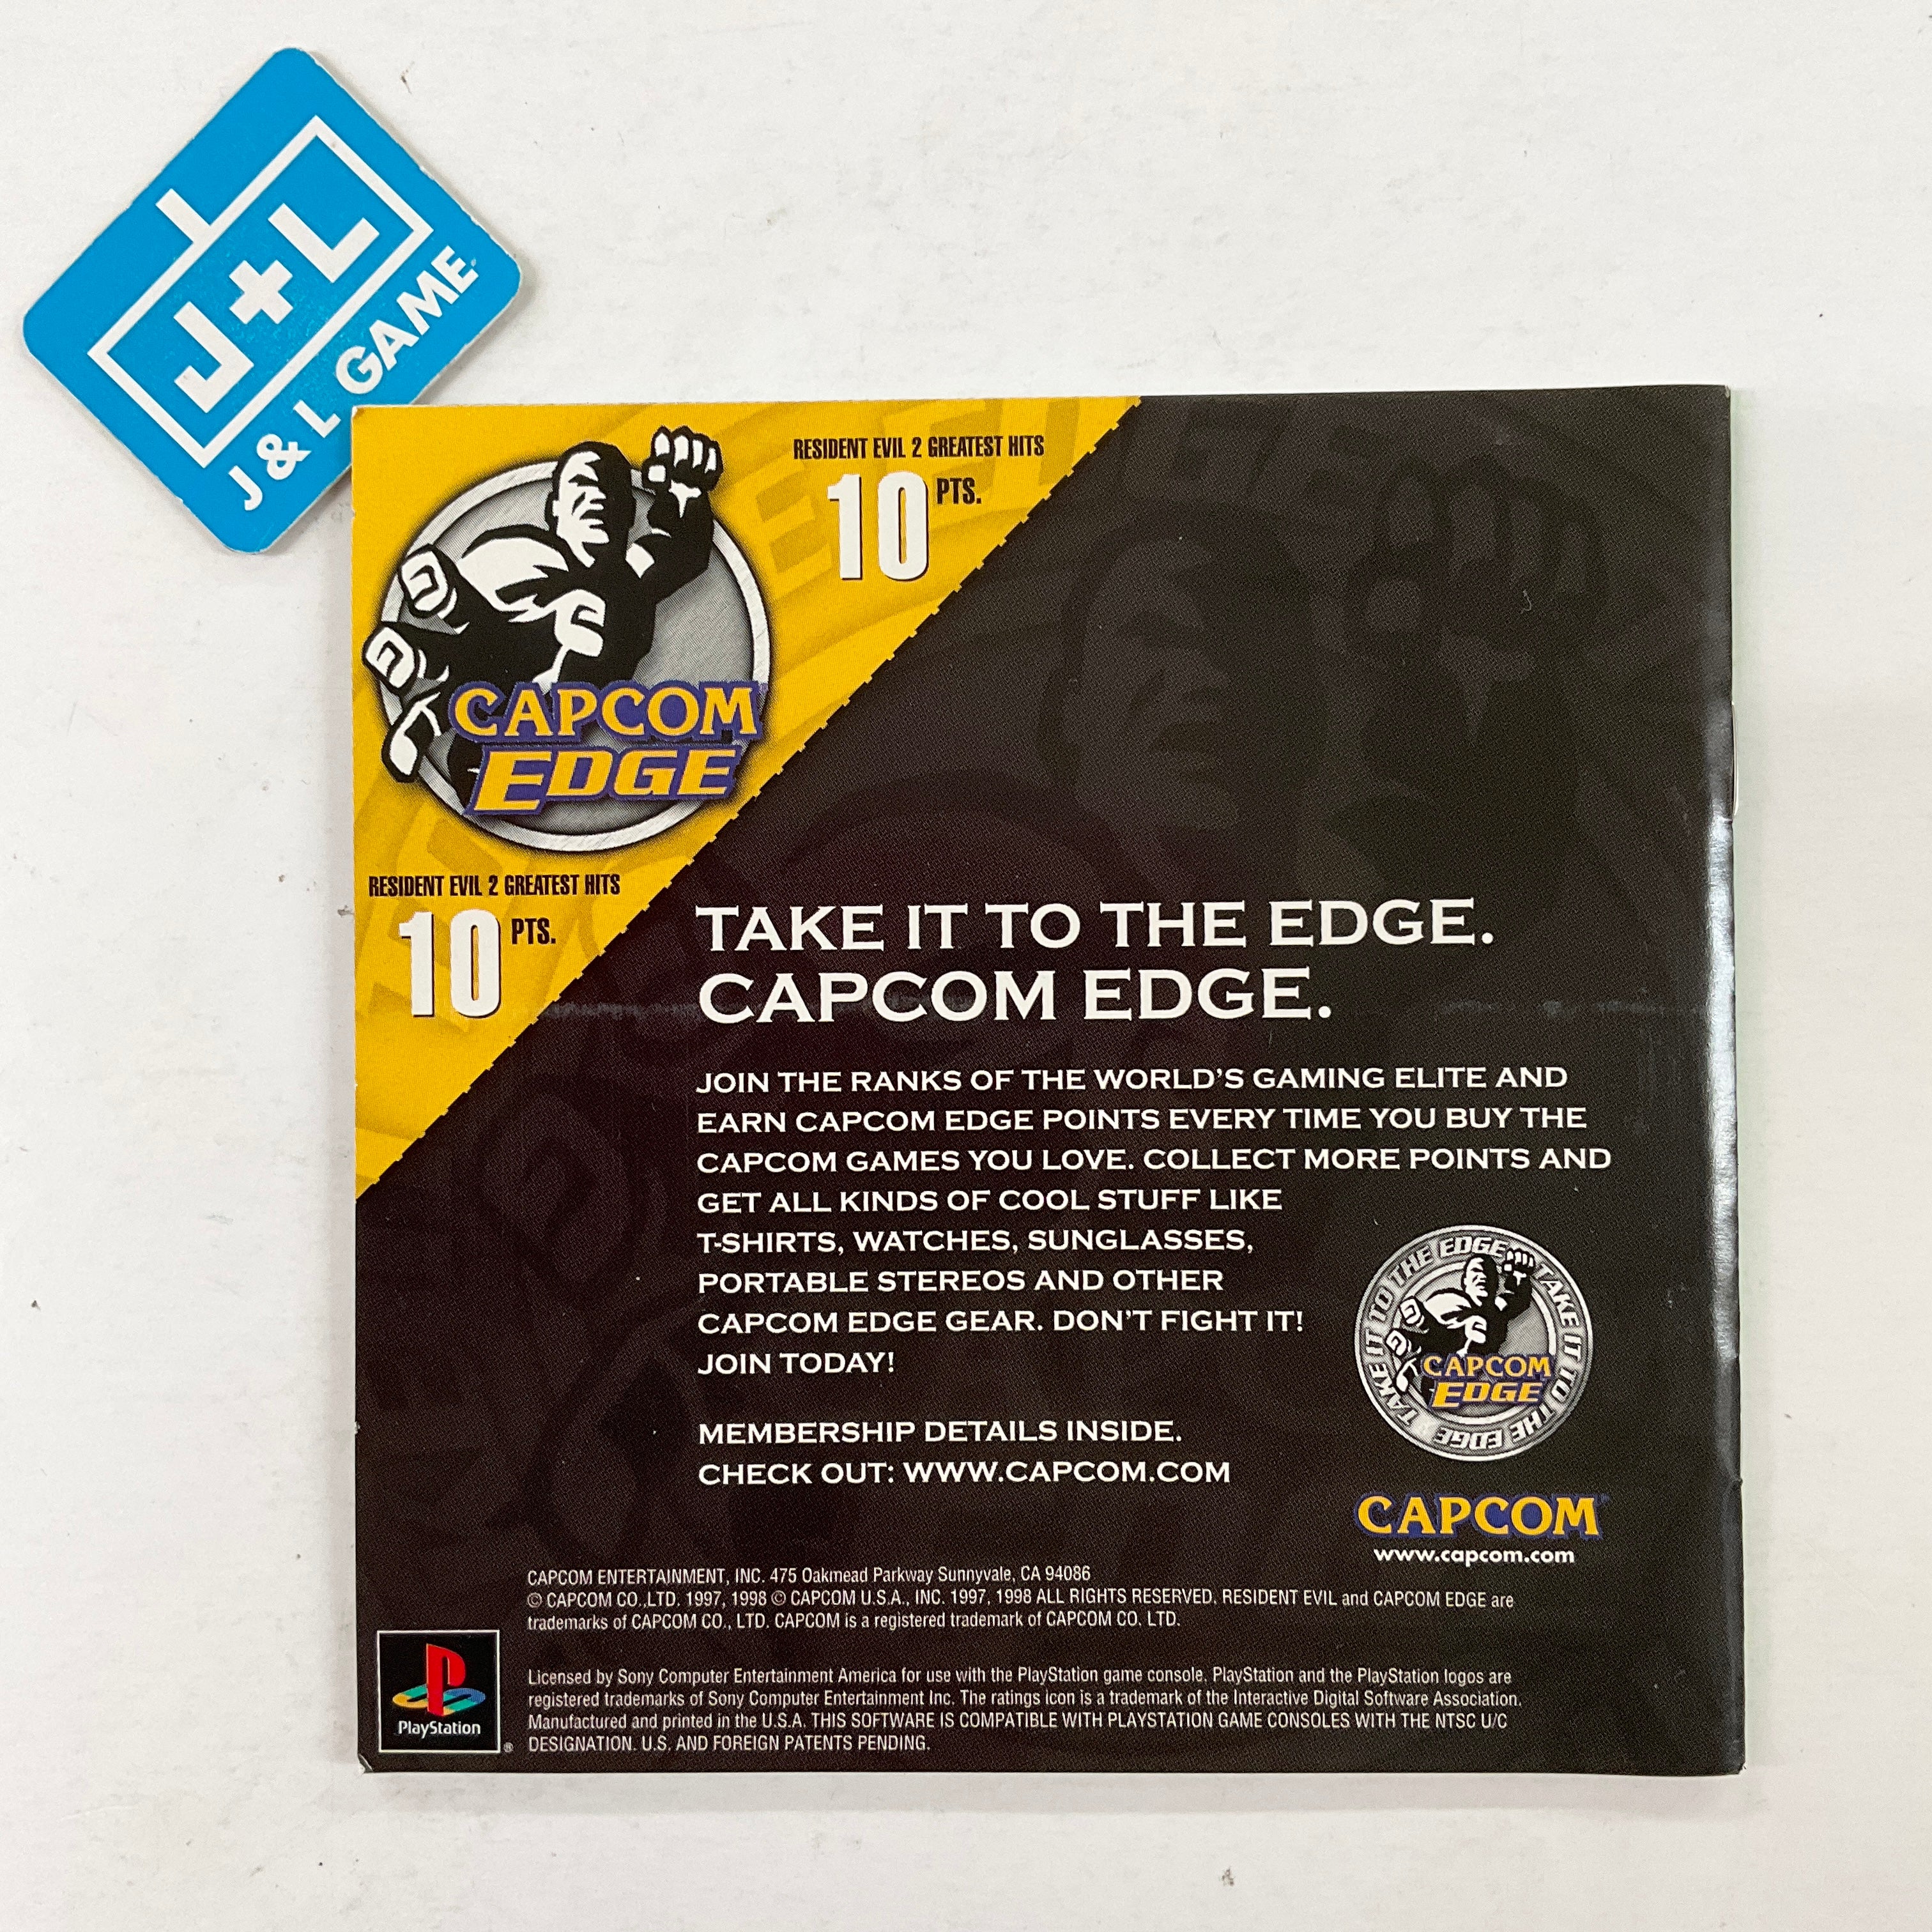 J+L
J & L GAME
RESIDENT EVIL 2 GREATEST HITS
10 PTS.
CAPCOM
EDGE
RESIDENT EVIL 2 GREATEST HITS
10 PTS.
TAKE IT TO THE EDGE.
CAPCOM EDGE.
JOIN THE RANKS OF THE WORLD'S GAMING ELITE AND
EARN CAPCOM EDGE POINTS EVERY TIME YOU BUY THE
CAPCOM GAMES YOU LOVE. COLLECT MORE POINTS AND
GET ALL KINDS OF COOL STUFF LIKE
T-SHIRTS, WATCHES, SUNGLASSES,
PORTABLE STEREOS AND OTHER
CAPCOM EDGE GEAR. DON'T FIGHT IT!
JOIN TODAY!
MEMBERSHIP DETAILS INSIDE.
CHECK OUT: WWW.CAPCOM.COM
TAKE IT TO THE EDGE TAKE IT TO THE EDGE
CAPCOM
EDGE
CAPCOM
www.capcom.com
CAPCOM ENTERTAINMENT, INC. 475 Oakmead Parkway Sunnyvale, CA 94086
© CAPCOM CO.,LTD. 1997, 1998 © CAPCOM U.S.A., INC. 1997, 1998 ALL RIGHTS RESERVED. RESIDENT EVIL and CAPCOM EDGE are
trademarks of CAPCOM CO., LTD. CAPCOM is a registered trademark of CAPCOM CO. LTD.
PlayStation ®
Licensed by Sony Computer Entertainment America for use with the PlayStation game console. PlayStation and the PlayStation logos are
registered trademarks of Sony Computer Entertainment Inc. The ratings icon is a trademark of the Interactive Digital Software Association.
Manufactured and printed in the U.S.A. THIS SOFTWARE IS COMPATIBLE WITH PLAYSTATION GAME CONSOLES WITH THE NTSC U/C
DESIGNATION. U.S. AND FOREIGN PATENTS PENDING.